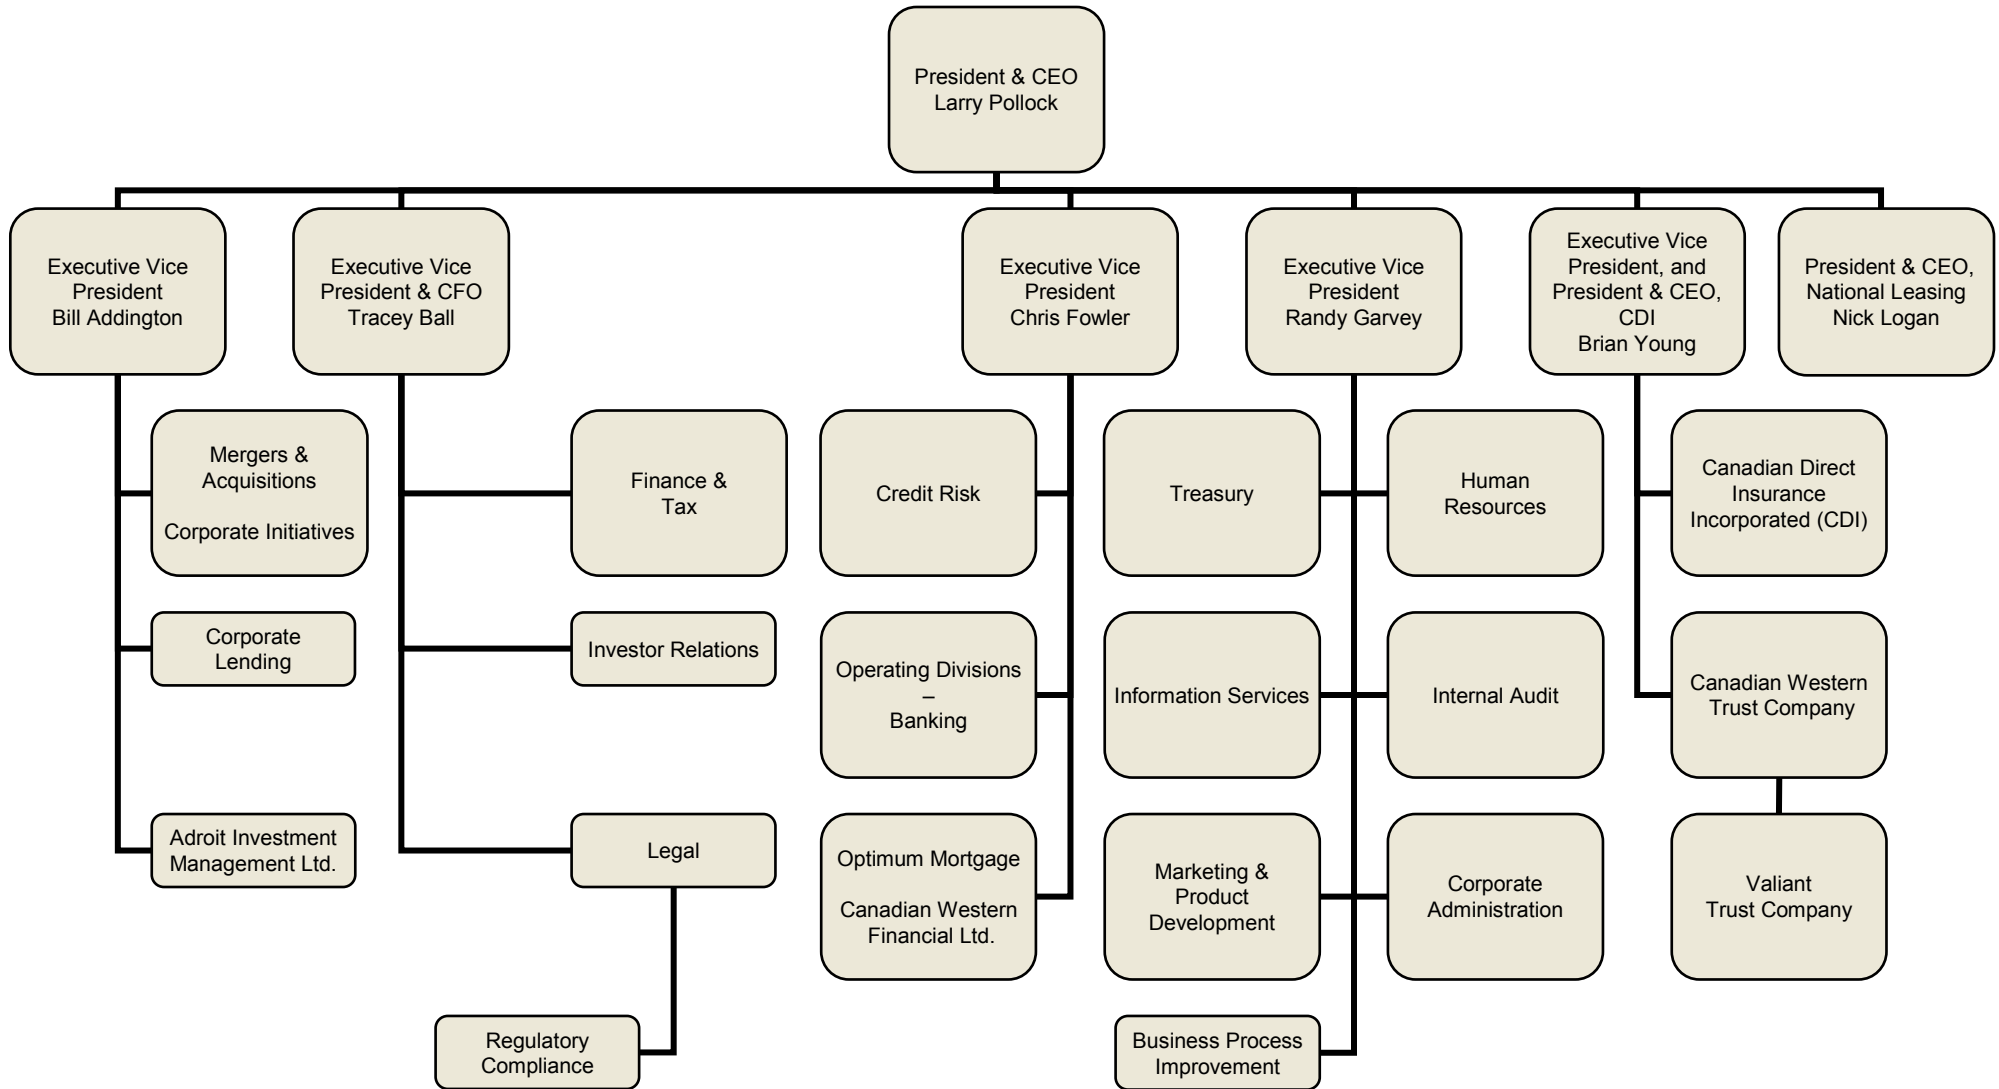 President & CEO
Larry Pollock
Executive Vice
President
Bill Addington
Executive Vice
President & CFO
Tracey Ball
Executive Vice
President
Chris Fowler
Executive Vice
President
Randy Garvey
Executive Vice
President, and
President & CEO,
CDI
Brian Young
President & CEO,
National Leasing
Nick Logan
Mergers &
Acquisitions
Corporate Initiatives
Finance &
Tax
Credit Risk
Treasury
Human
Resources
Canadian Direct
Insurance
Incorporated (CDI)
Corporate
Lending
Investor Relations
Operating Divisions
–
Banking
Information Services
Internal Audit
Canadian Western
Trust Company
Adroit Investment
Management Ltd.
Legal
Optimum Mortgage
Canadian Western
Financial Ltd.
Marketing &
Product
Development
Corporate
Administration
Valiant
Trust Company
Regulatory
Compliance
Business Process
Improvement